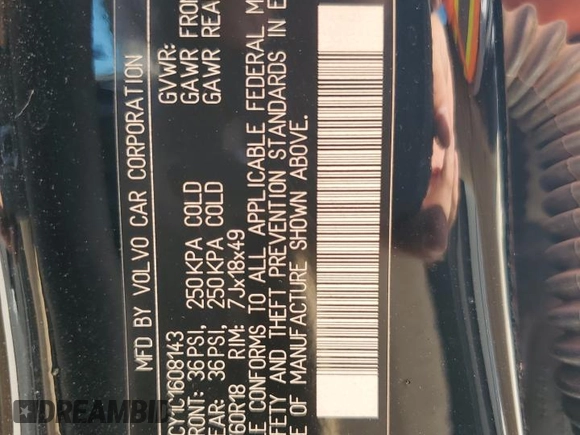 MFD BY VOLVO CAR CORPORATION
CY1C1608143
GVWR:
RONT: 36PSI, 250KPA COLD GAWR FRO
EAR: 36PSI, 250KPA COLD GAWR REA
60R18 RIM: 7Jx18x49
LE CONFORMS TO ALL APPLICABLE FEDERAL M
FETY AND THEFT PREVENTION STANDARDS IN E
E OF MANUFACTURE SHOWN ABOVE.
DREAMBID
.COM